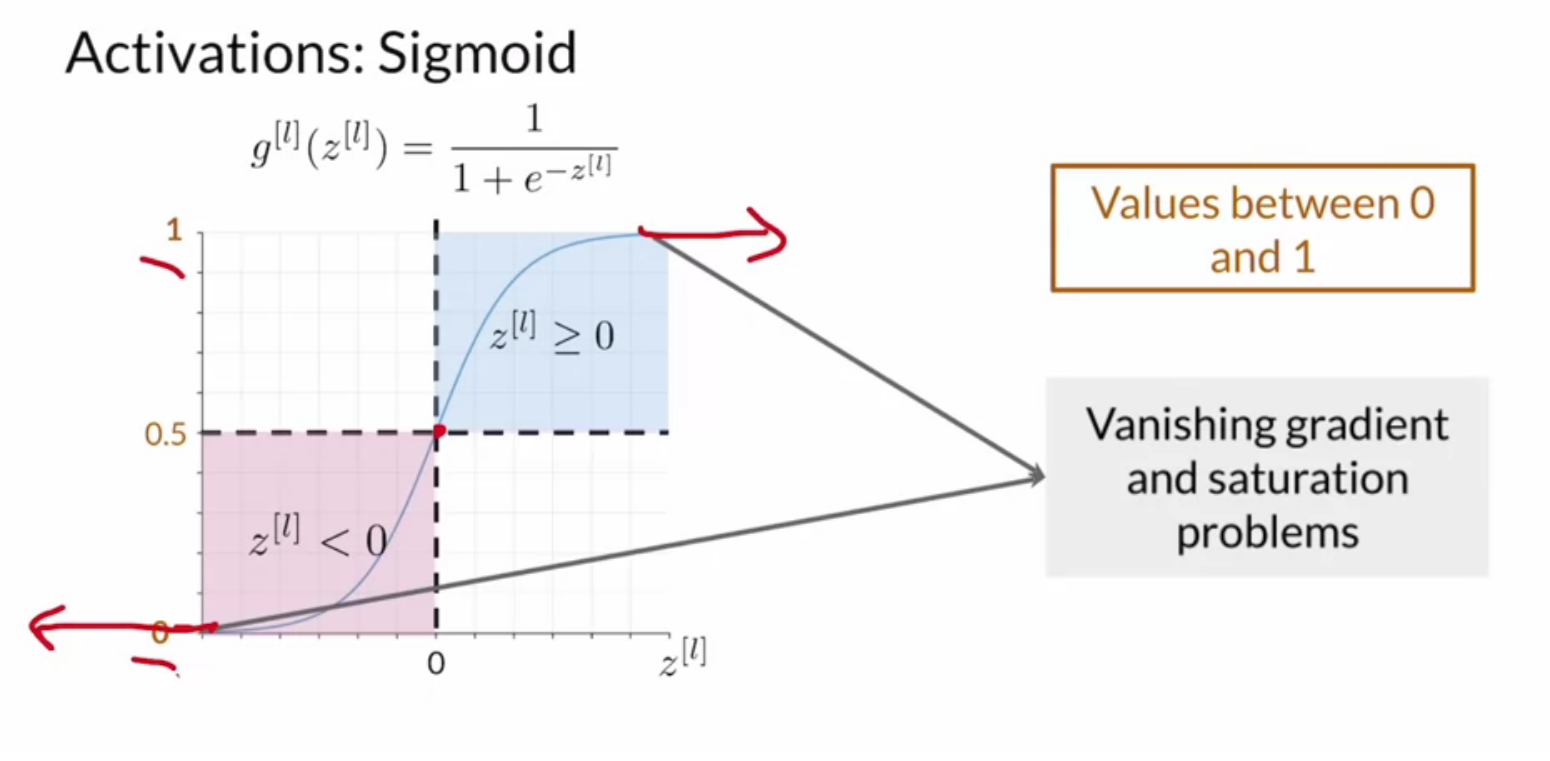 Activations: Sigmoid
g^{[l]}(z^{[l]}) = \frac{1}{1 + e^{-z^{[l]}}}
Values between 0
and 1
1
z^{[l]} ≥ 0
0.5
Vanishing gradient
and saturation
problems
z^{[l]} < 0
0
0
z^{[l]}